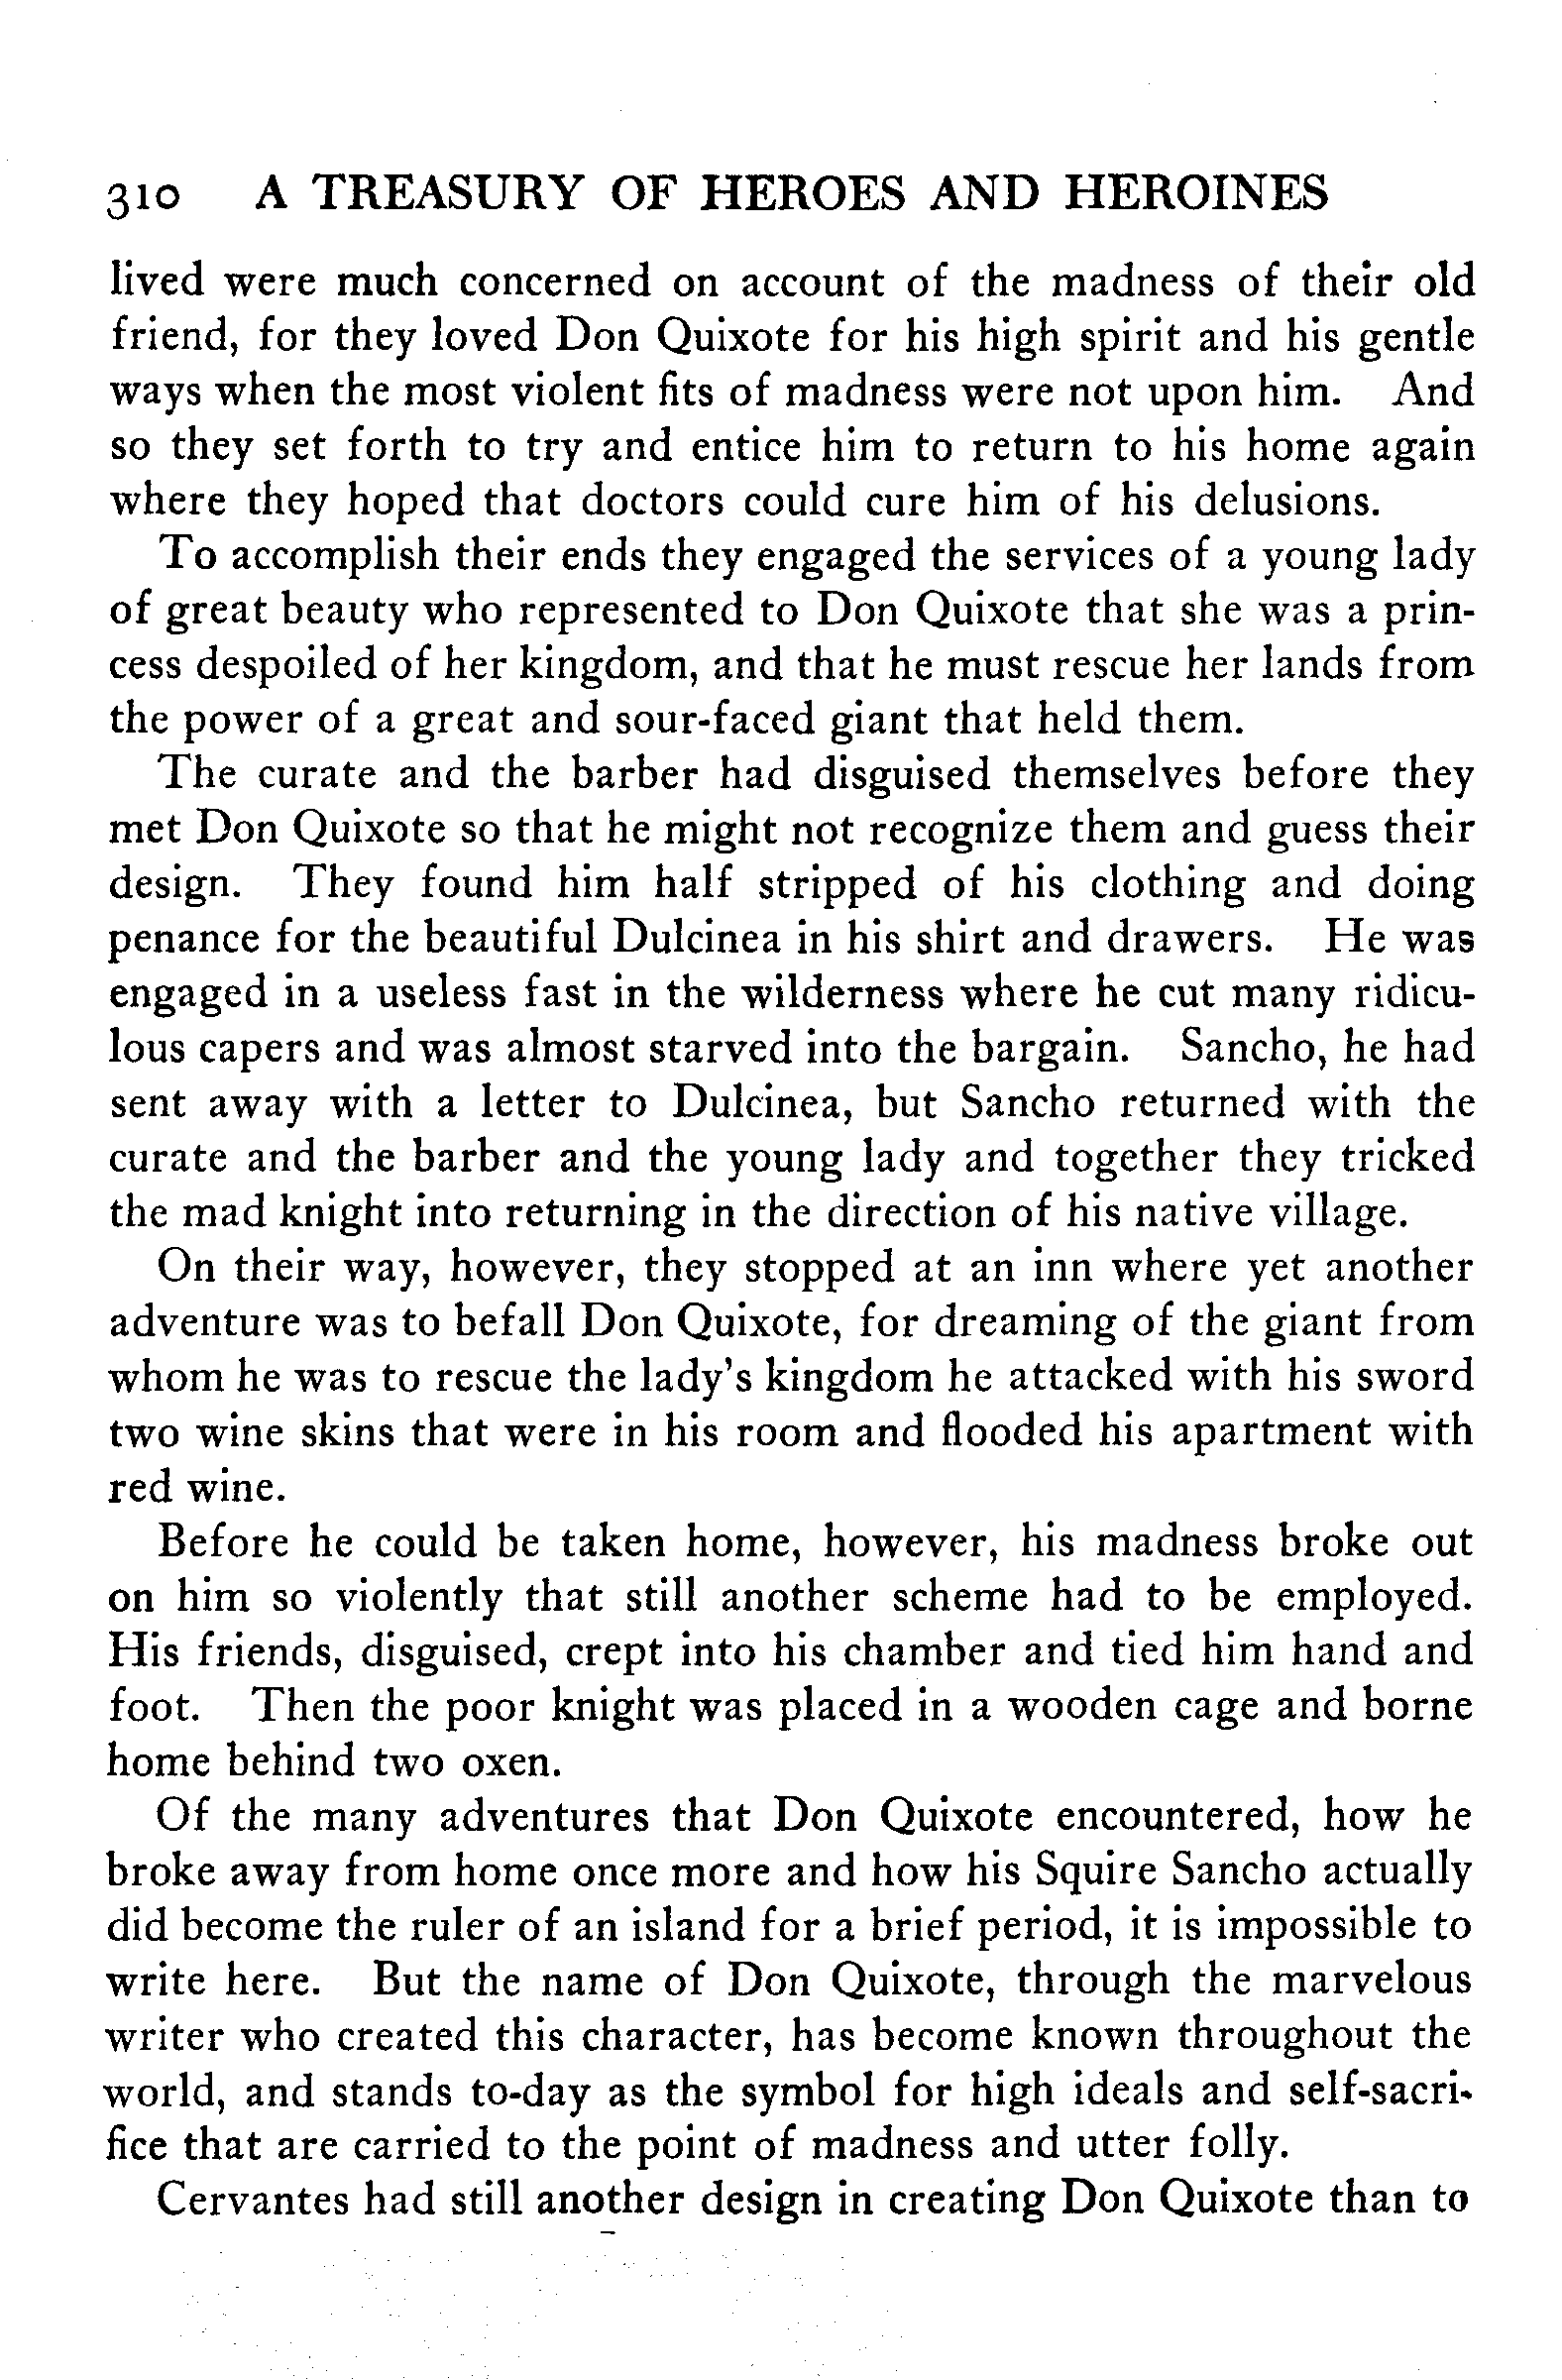 310 A TREASURY OF HEROES AND HEROINES
lived were much concerned on account of the madness of their old
friend, for they loved Don Quixote for his high spirit and his gentle
ways when the most violent fits of madness were not upon him. And
so they set forth to try and entice him to return to his home again
where they hoped that doctors could cure him of his delusions.
To accomplish their ends they engaged the services of a young lady
of great beauty who represented to Don Quixote that she was a prin-
cess despoiled of her kingdom, and that he must rescue her lands from
the power of a great and sour-faced giant that held them.
The curate and the barber had disguised themselves before they
met Don Quixote so that he might not recognize them and guess their
design. They found him half stripped of his clothing and doing
penance for the beautiful Dulcinea in his shirt and drawers. He was
engaged in a useless fast in the wilderness where he cut many ridicu-
lous capers and was almost starved into the bargain. Sancho, he had
sent away with a letter to Dulcinea, but Sancho returned with the
curate and the barber and the young lady and together they tricked
the mad knight into returning in the direction of his native village.
On their way, however, they stopped at an inn where yet another
adventure was to befall Don Quixote, for dreaming of the giant from
whom he was to rescue the lady's kingdom he attacked with his sword
two wine skins that were in his room and flooded his apartment with
red wine.
Before he could be taken home, however, his madness broke out
on him so violently that still another scheme had to be employed.
His friends, disguised, crept into his chamber and tied him hand and
foot. Then the poor knight was placed in a wooden cage and borne
home behind two oxen.
Of the many adventures that Don Quixote encountered, how he
broke away from home once more and how his Squire Sancho actually
did become the ruler of an island for a brief period, it is impossible to
write here. But the name of Don Quixote, through the marvelous
writer who created this character, has become known throughout the
world, and stands to-day as the symbol for high ideals and self-sacri-
fice that are carried to the point of madness and utter folly.
Cervantes had still another design in creating Don Quixote than to